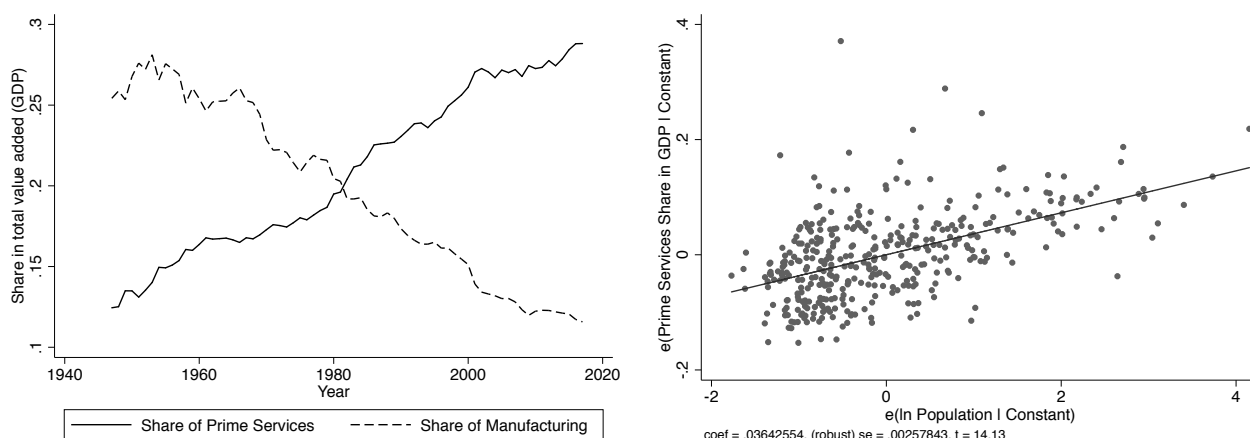 Share in total value added (GDP)
.3
.25
.2
.15
.1
1940 1960 1980 2000 2020
Year
Share of Prime Services Share of Manufacturing
e(Prime Services Share in GDP | Constant)
.4
.2
0
-.2
-2 0 2 4
e(ln Population | Constant)
coef = .03642554, (robust) se = .00257843, t = 14.13